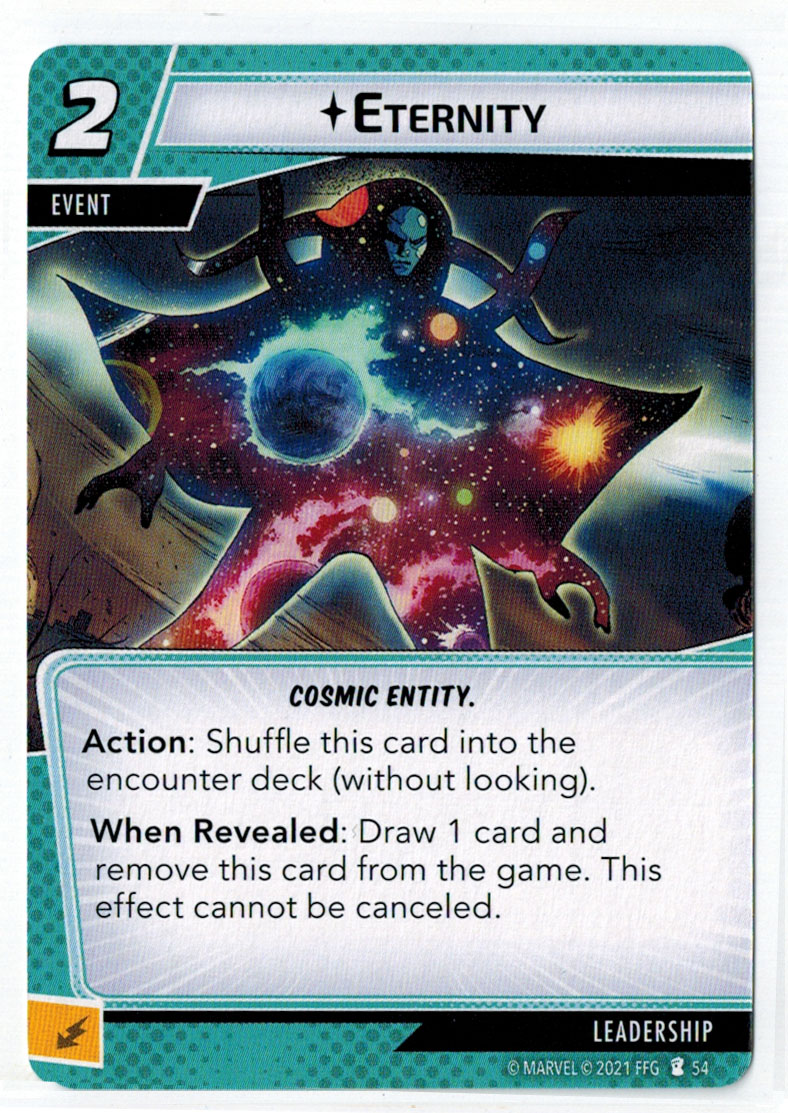 2
ETERNITY
EVENT
COSMIC ENTITY.
Action: Shuffle this card into the
encounter deck (without looking).
When Revealed: Draw 1 card and
remove this card from the game. This
effect cannot be canceled.
LEADERSHIP
© MARVEL © 2021 FFG 54